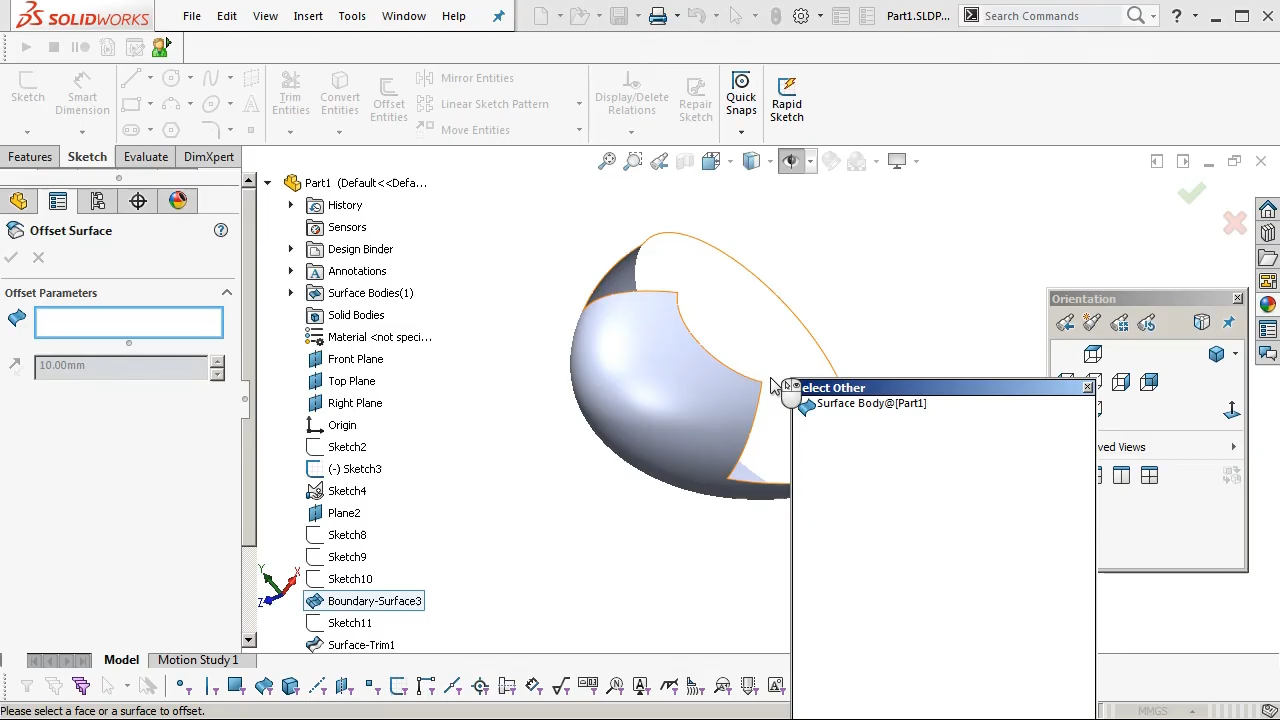 SOLIDWORKS
File Edit View Insert Tools Window Help
Part1.SLDP...
Search Commands
?
Sketch
Smart Dimension
Trim Entities
Convert Entities
Offset Entities
Mirror Entities
Linear Sketch Pattern
Move Entities
Display/Delete Relations
Repair Sketch
Quick Snaps
Rapid Sketch
Features Sketch Evaluate DimXpert
Offset Surface
Offset Parameters
10.00mm
Part1 (Default<<Defa...
History
Sensors
Design Binder
Annotations
Surface Bodies(1)
Solid Bodies
Material <not speci...
Front Plane
Top Plane
Right Plane
Origin
Sketch2
(-) Sketch3
Sketch4
Plane2
Sketch8
Sketch9
Sketch10
Boundary-Surface3
Sketch11
Surface-Trim1
Y X Z
Orientation
elect Other
Surface Body@[Part1]
ved Views
Model Motion Study 1
Please select a face or a surface to offset.
MMGS